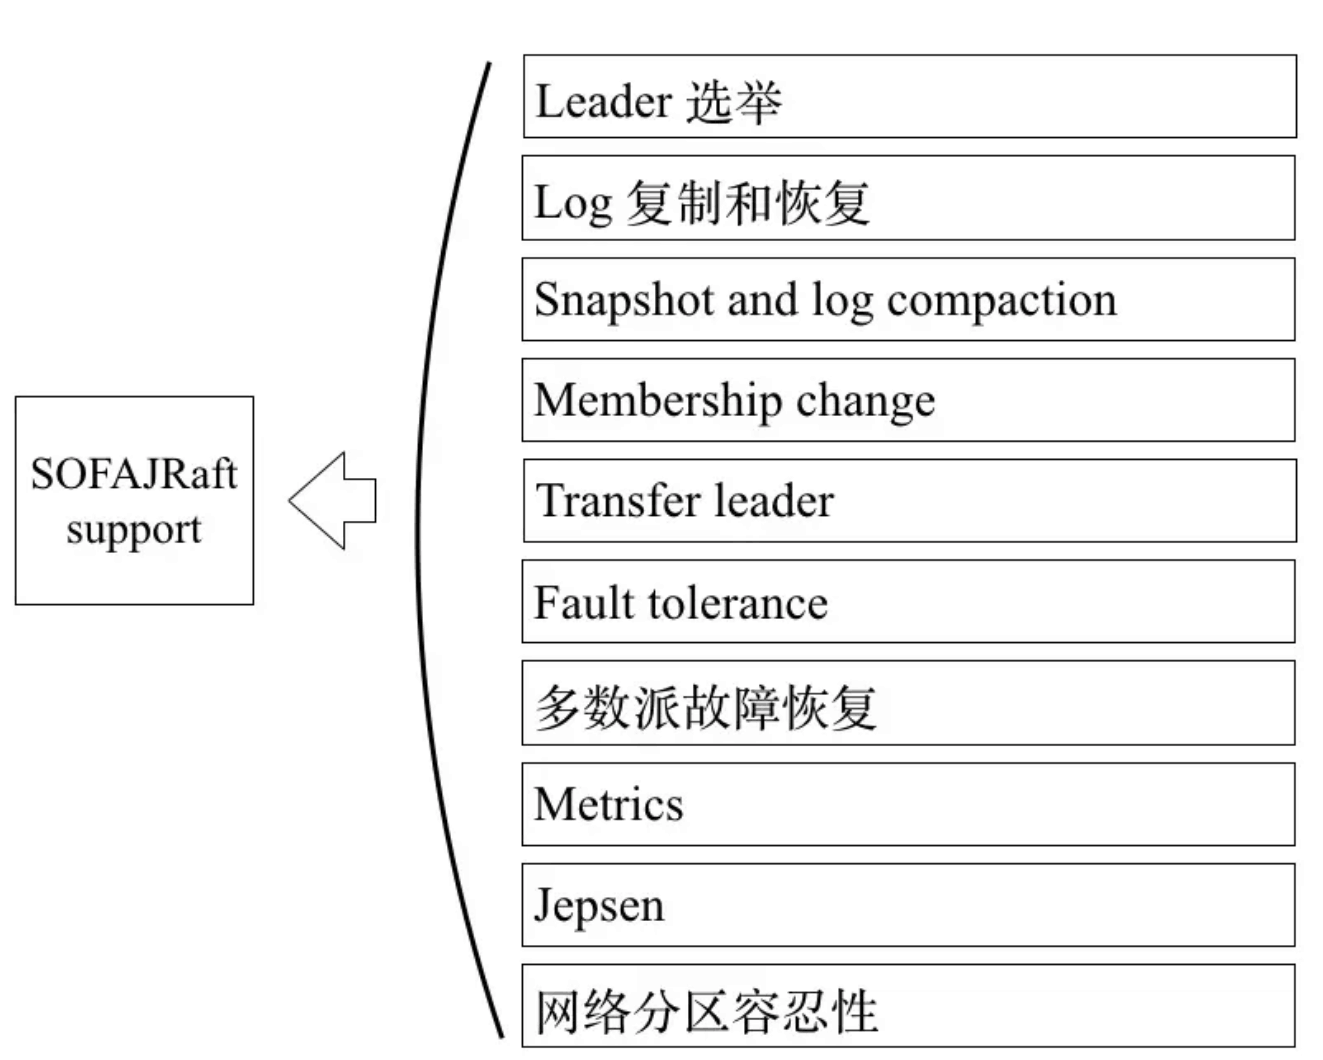 Leader 选举
Log 复制和恢复
Snapshot and log compaction
Membership change
Transfer leader
SOFAJRaft
support
Fault tolerance
多数派故障恢复
Metrics
Jepsen
网络分区容忍性